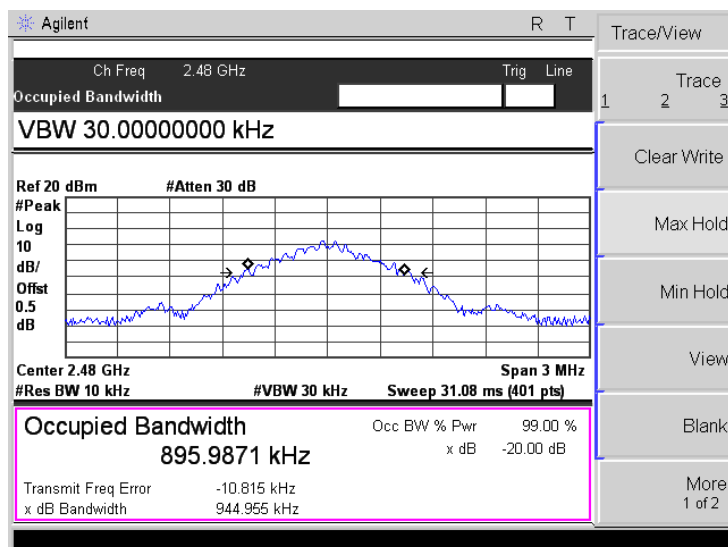 Agilent R T
Ch Freq 2.48 GHz Trig Line
Occupied Bandwidth
VBW 30.00000000 kHz
Ref 20 dBm #Atten 30 dB
#Peak
Log
10
dB/
Offst
0.5
dB
Center 2.48 GHz Span 3 MHz
#Res BW 10 kHz #VBW 30 kHz Sweep 31.08 ms (401 pts)
Occupied Bandwidth
895.9871 kHz
Occ BW % Pwr 99.00 %
x dB -20.00 dB
Transmit Freq Error -10.815 kHz
x dB Bandwidth 944.955 kHz
Trace/View
Trace
1 2 3
Clear Write
Max Hold
Min Hold
View
Blank
More
1 of 2